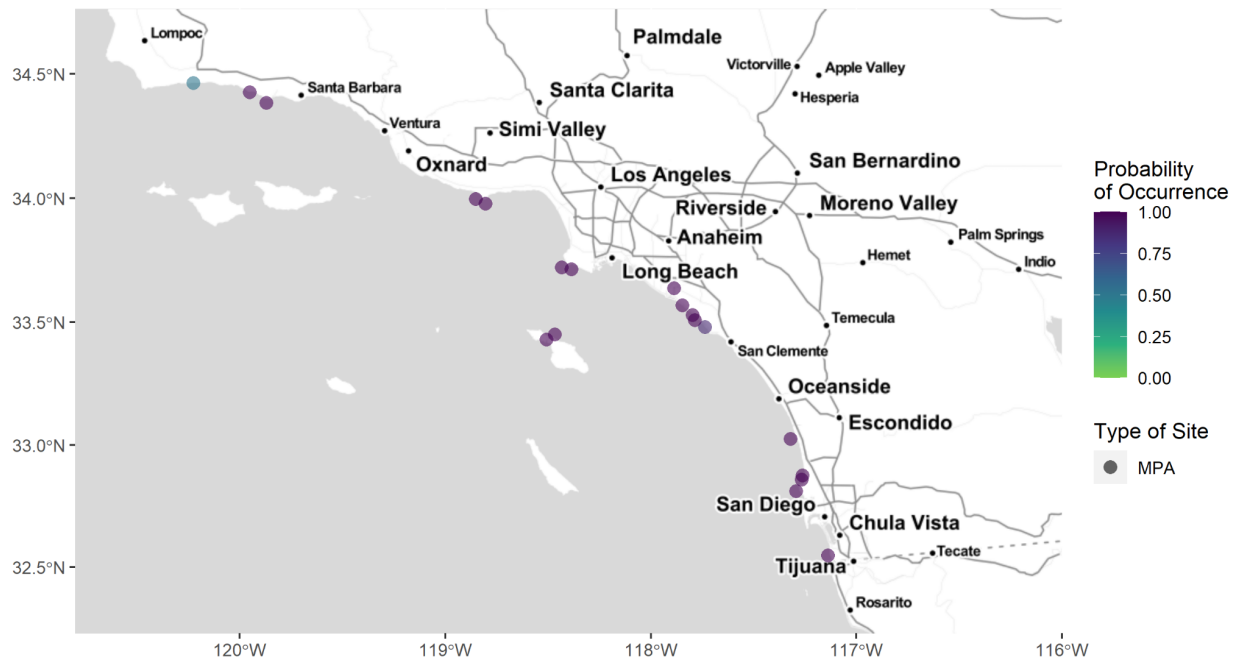 Lompoc
Palmdale
Victorville
Apple Valley
34.5°N
Santa Barbara
Santa Clarita
Hesperia
Ventura
Simi Valley
Oxnard
San Bernardino
Los Angeles
34.0°N
Riverside
Moreno Valley
Anaheim
Palm Springs
Hemet
Indio
Long Beach
33.5°N
Temecula
San Clemente
Oceanside
Escondido
33.0°N
San Diego
Chula Vista
Tecate
32.5°N
Tijuana
Rosarito
120°W
119°W
118°W
117°W
116°W
Probability
of Occurrence
1.00
0.75
0.50
0.25
0.00
Type of Site
MPA